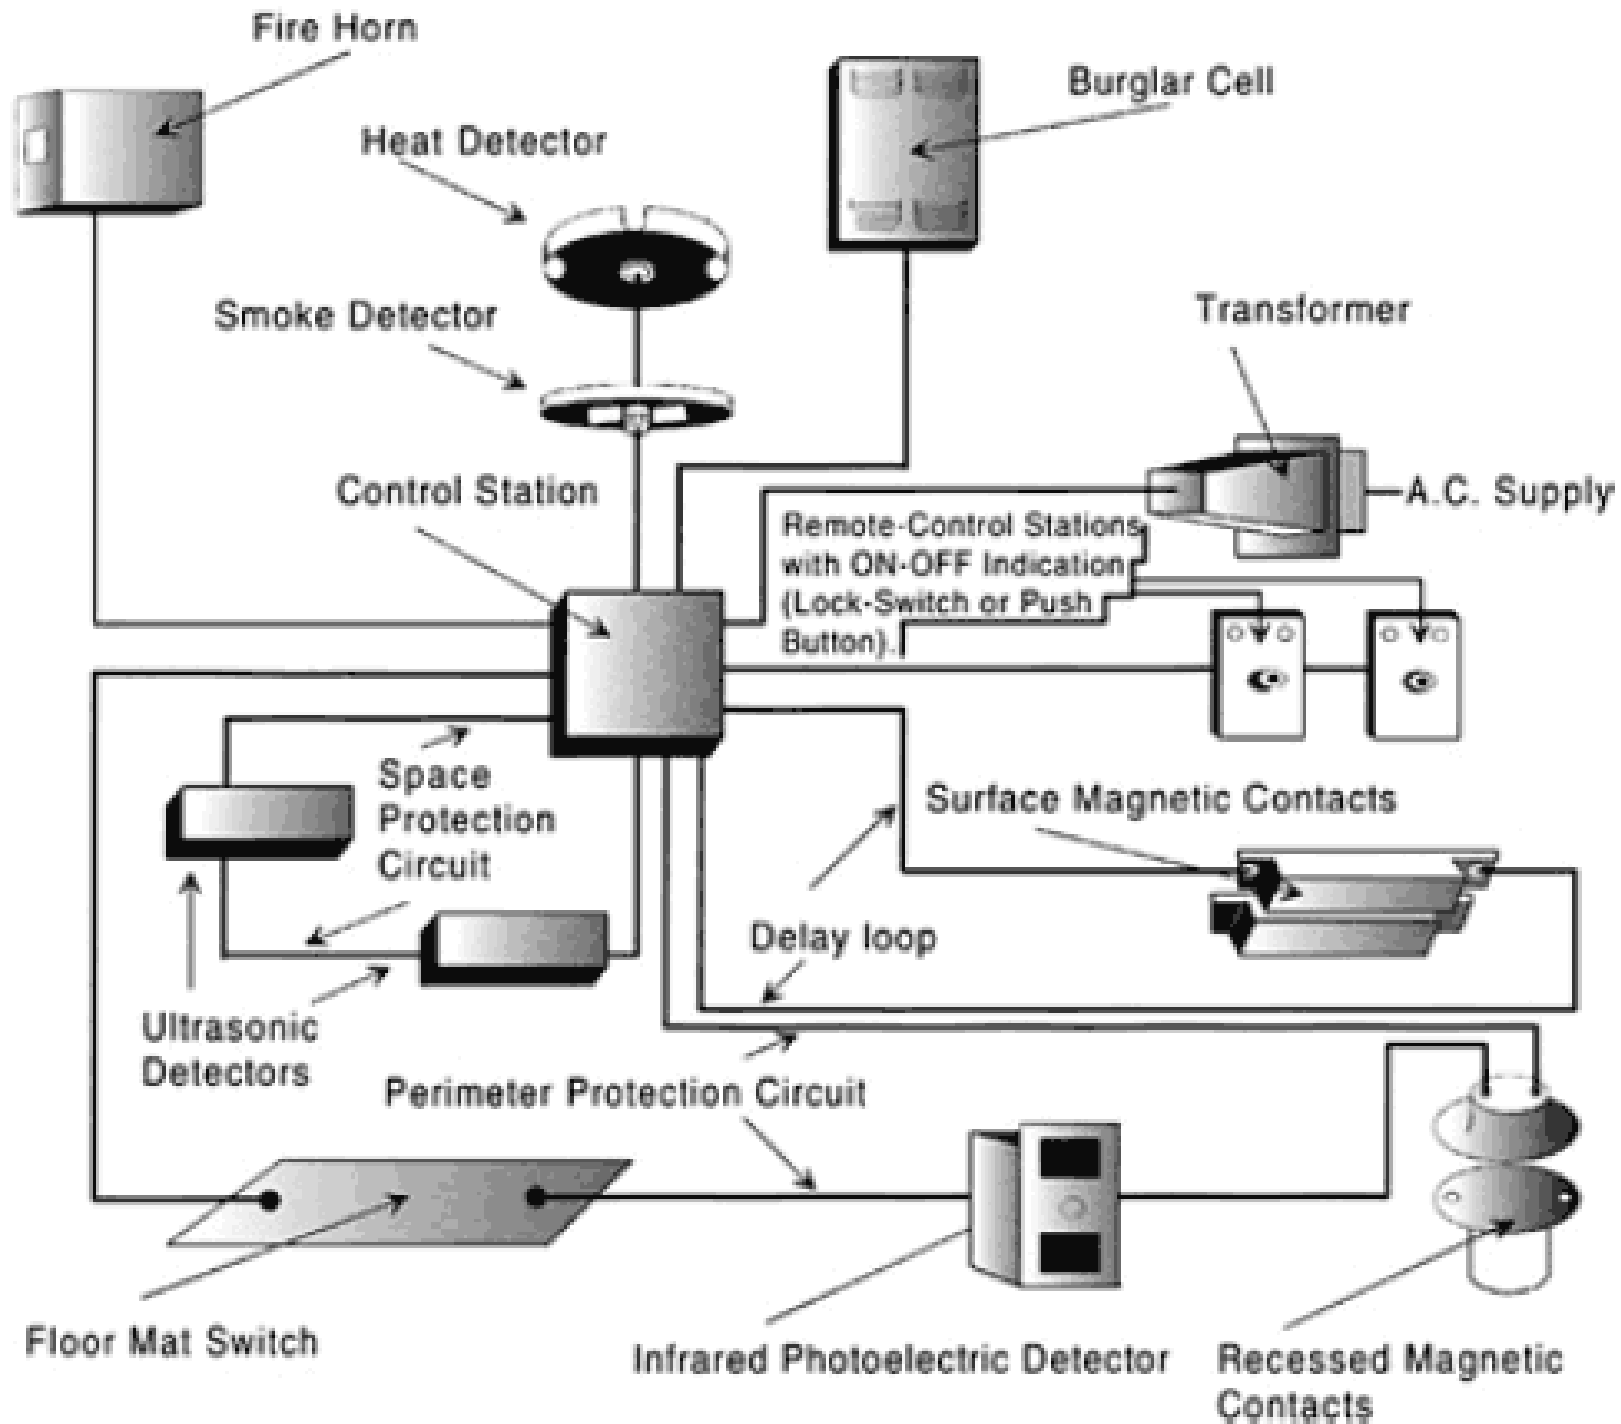 Fire Horn
Burglar Cell
Heat Detector
Smoke Detector
Transformer
Control Station
A.C. Supply
Remote-Control Stations
with ON-OFF Indication
(Lock-Switch or Push
Button).
Space
Protection
Circuit
Surface Magnetic Contacts
Delay loop
Ultrasonic
Detectors
Perimeter Protection Circuit
Floor Mat Switch
Infrared Photoelectric Detector
Recessed Magnetic
Contacts